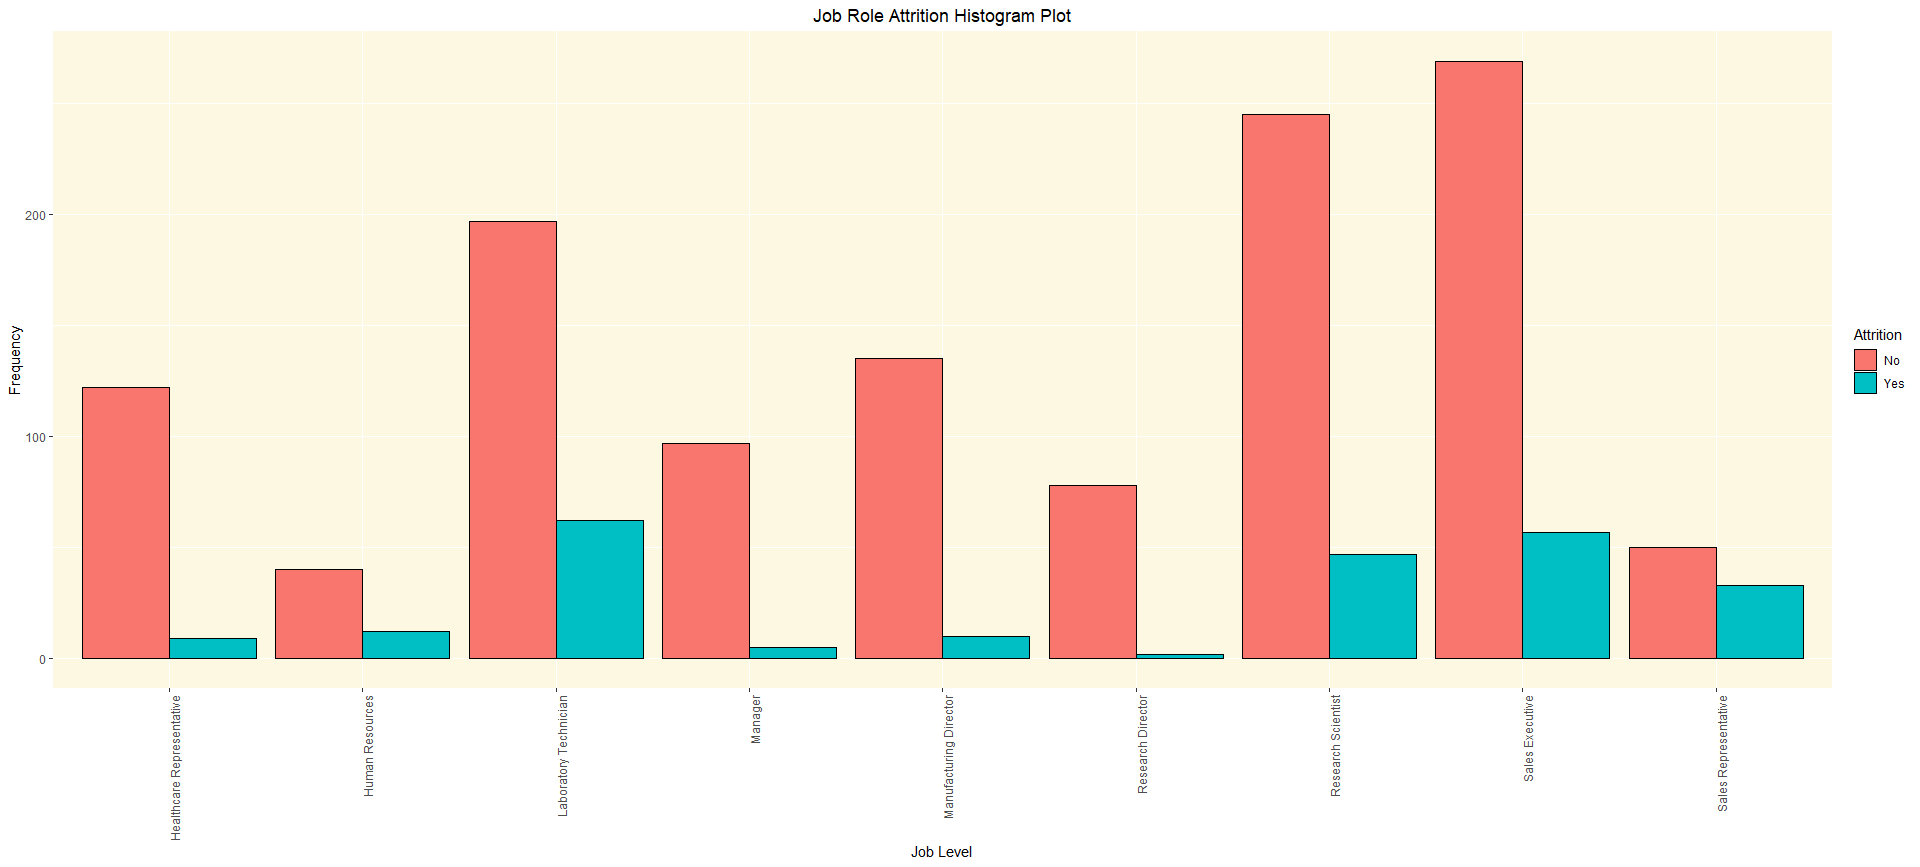 Job Role Attrition Histogram Plot
Frequency
200
100
0
Healthcare Representative
Human Resources
Laboratory Technician
Manager
Manufacturing Director
Research Director
Research Scientist
Sales Executive
Sales Representative
Job Level
Attrition
No
Yes